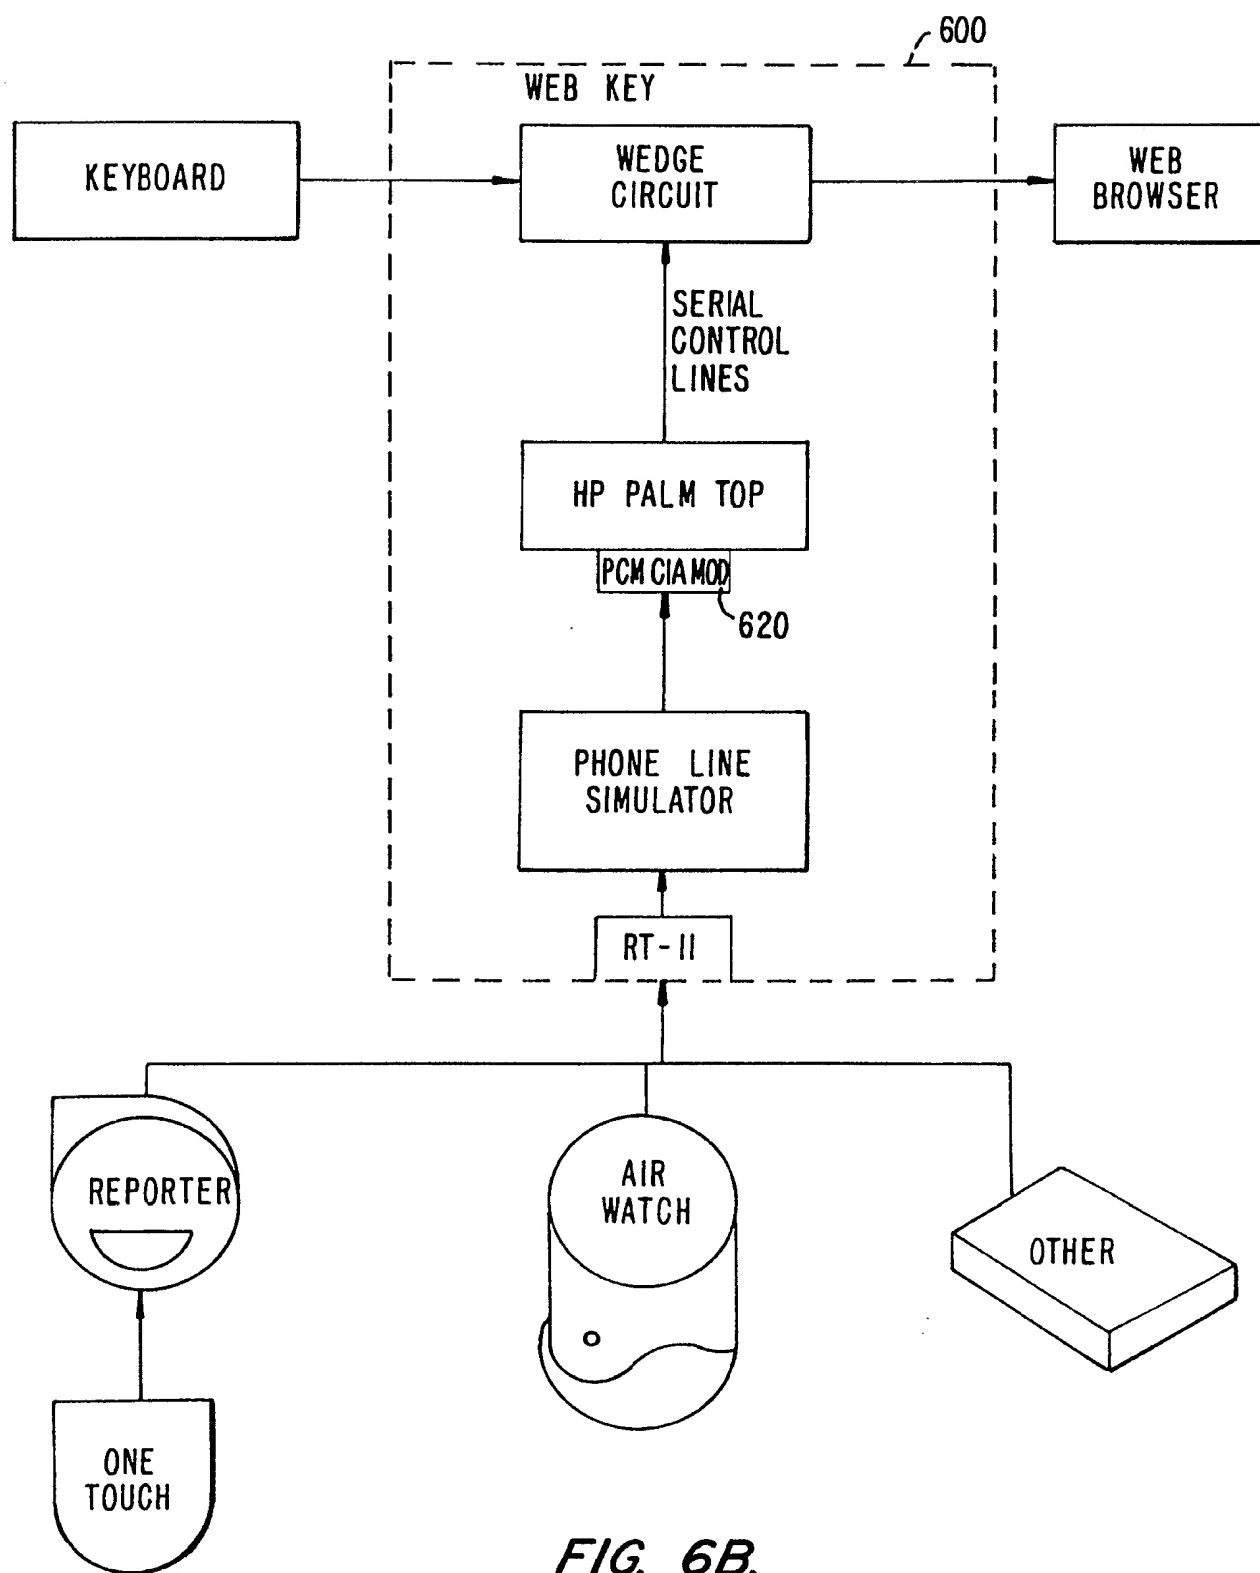 600
WEB KEY
KEYBOARD
WEDGE
CIRCUIT
WEB
BROWSER
SERIAL
CONTROL
LINES
HP PALM TOP
PCMCIA MOD
620
PHONE LINE
SIMULATOR
RT-11
REPORTER
AIR
WATCH
OTHER
ONE
TOUCH
FIG. 6B.